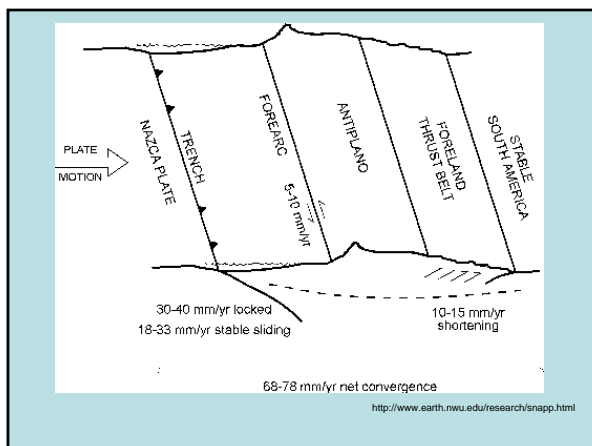 PLATE
MOTION
NAZCA PLATE
TRENCH
FOREARC
5-10 mm/yr
ANTIPLANO
FORELAND
THRUST BELT
STABLE
SOUTH AMERICA
30-40 mm/yr locked
18-33 mm/yr stable sliding
10-15 mm/yr
shortening
68-78 mm/yr net convergence
http://www.earth.nwu.edu/research/snapp.html